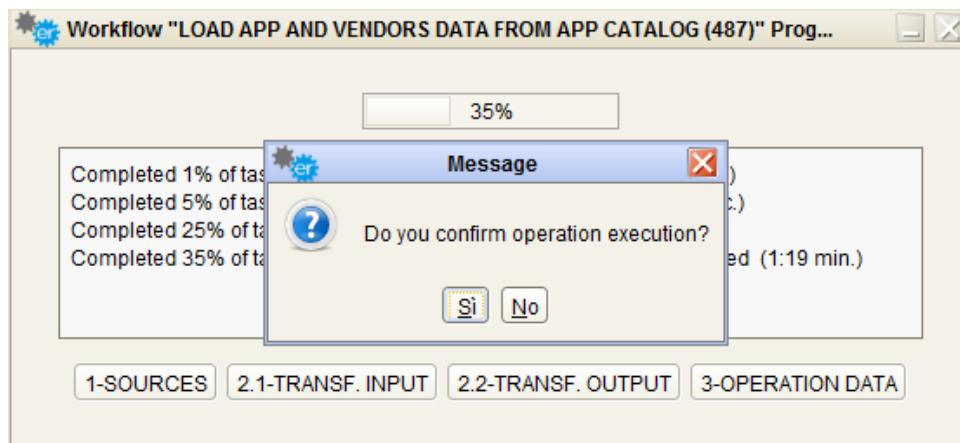 Workflow "LOAD APP AND VENDORS DATA FROM APP CATALOG (487)" Prog...
35%
Message
Completed 1% of tas )
Completed 5% of tas c.)
Completed 25% of ta
Completed 35% of ta ed (1:19 min.)
Do you confirm operation execution?
Sì No
1-SOURCES 2.1-TRANSF. INPUT 2.2-TRANSF. OUTPUT 3-OPERATION DATA